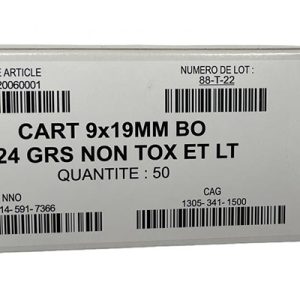 E ARTICLE
20060001
NUMERO DE LOT :
88-T-22
CART 9x19MM BO
24 GRS NON TOX ET LT
QUANTITE : 50
NNO
14- 591- 7366
CAG
1305- 341- 1500